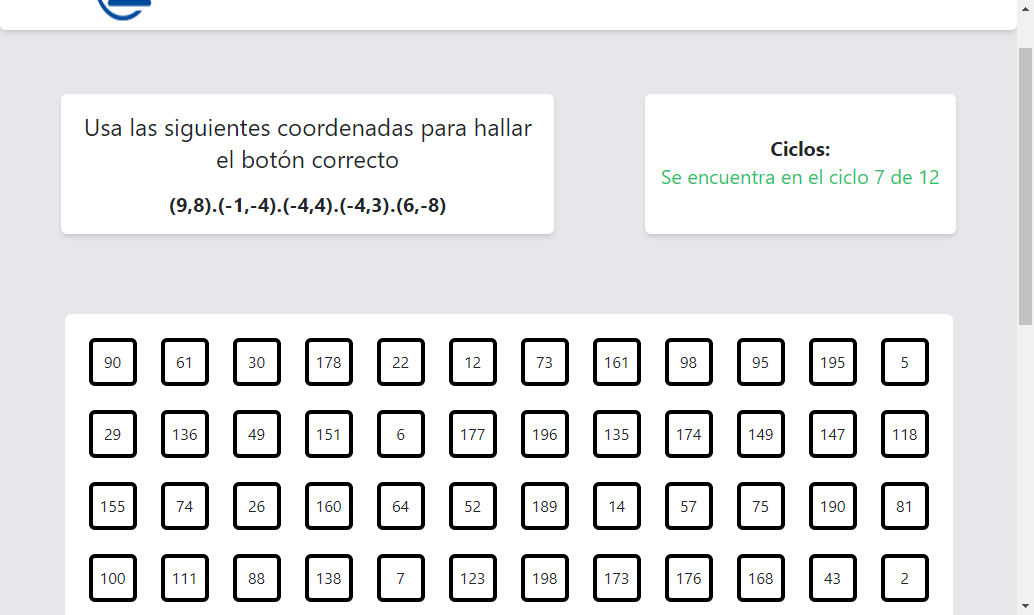 Usa las siguientes coordenadas para hallar
el botón correcto
(9,8).(-1,-4).(-4,4).(-4,3).(6,-8)
Ciclos:
Se encuentra en el ciclo 7 de 12
90 61 30 178 22 12 73 161 98 95 195 5
29 136 49 151 6 177 196 135 174 149 147 118
155 74 26 160 64 52 189 14 57 75 190 81
100 111 88 138 7 123 198 173 176 168 43 2